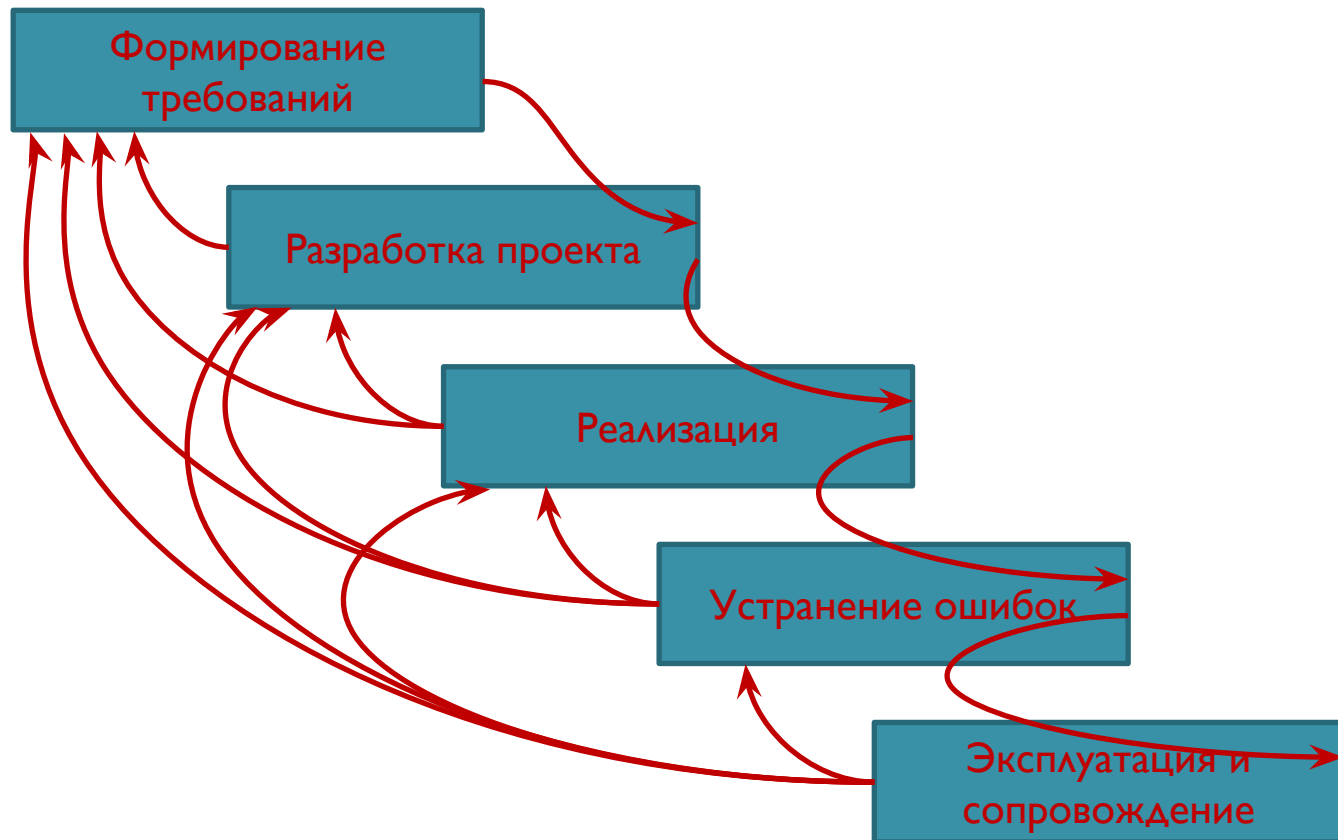 Формирование
требований
Разработка проекта
Реализация
Устранение ошибок
Эксплуатация и
сопровождение